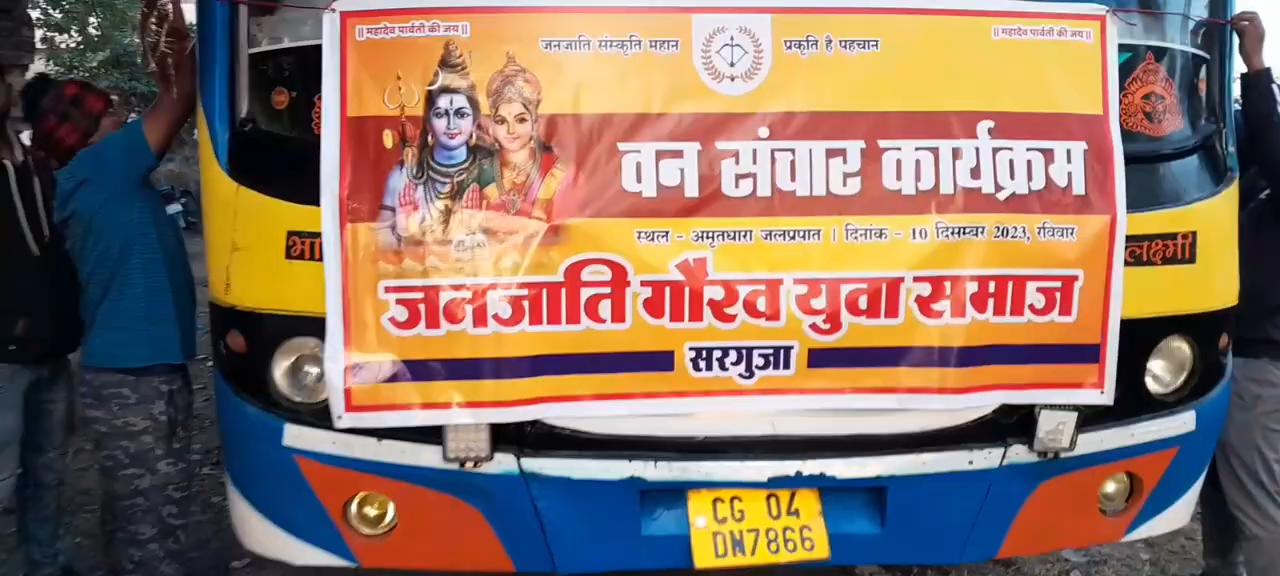 || महादेव पार्वती की जय ||
जनजाति संस्कृति महान प्रकृति है पहचान
|| महादेव पार्वती की जय ||
वन संचार कार्यक्रम
स्थल - अमृतधारा जलप्रपात | दिनांक - 10 दिसम्बर 2023, रविवार
भा
लक्ष्मी
जनजाति गौरव युवा समाज
सरगुजा
CG 04
DN7866